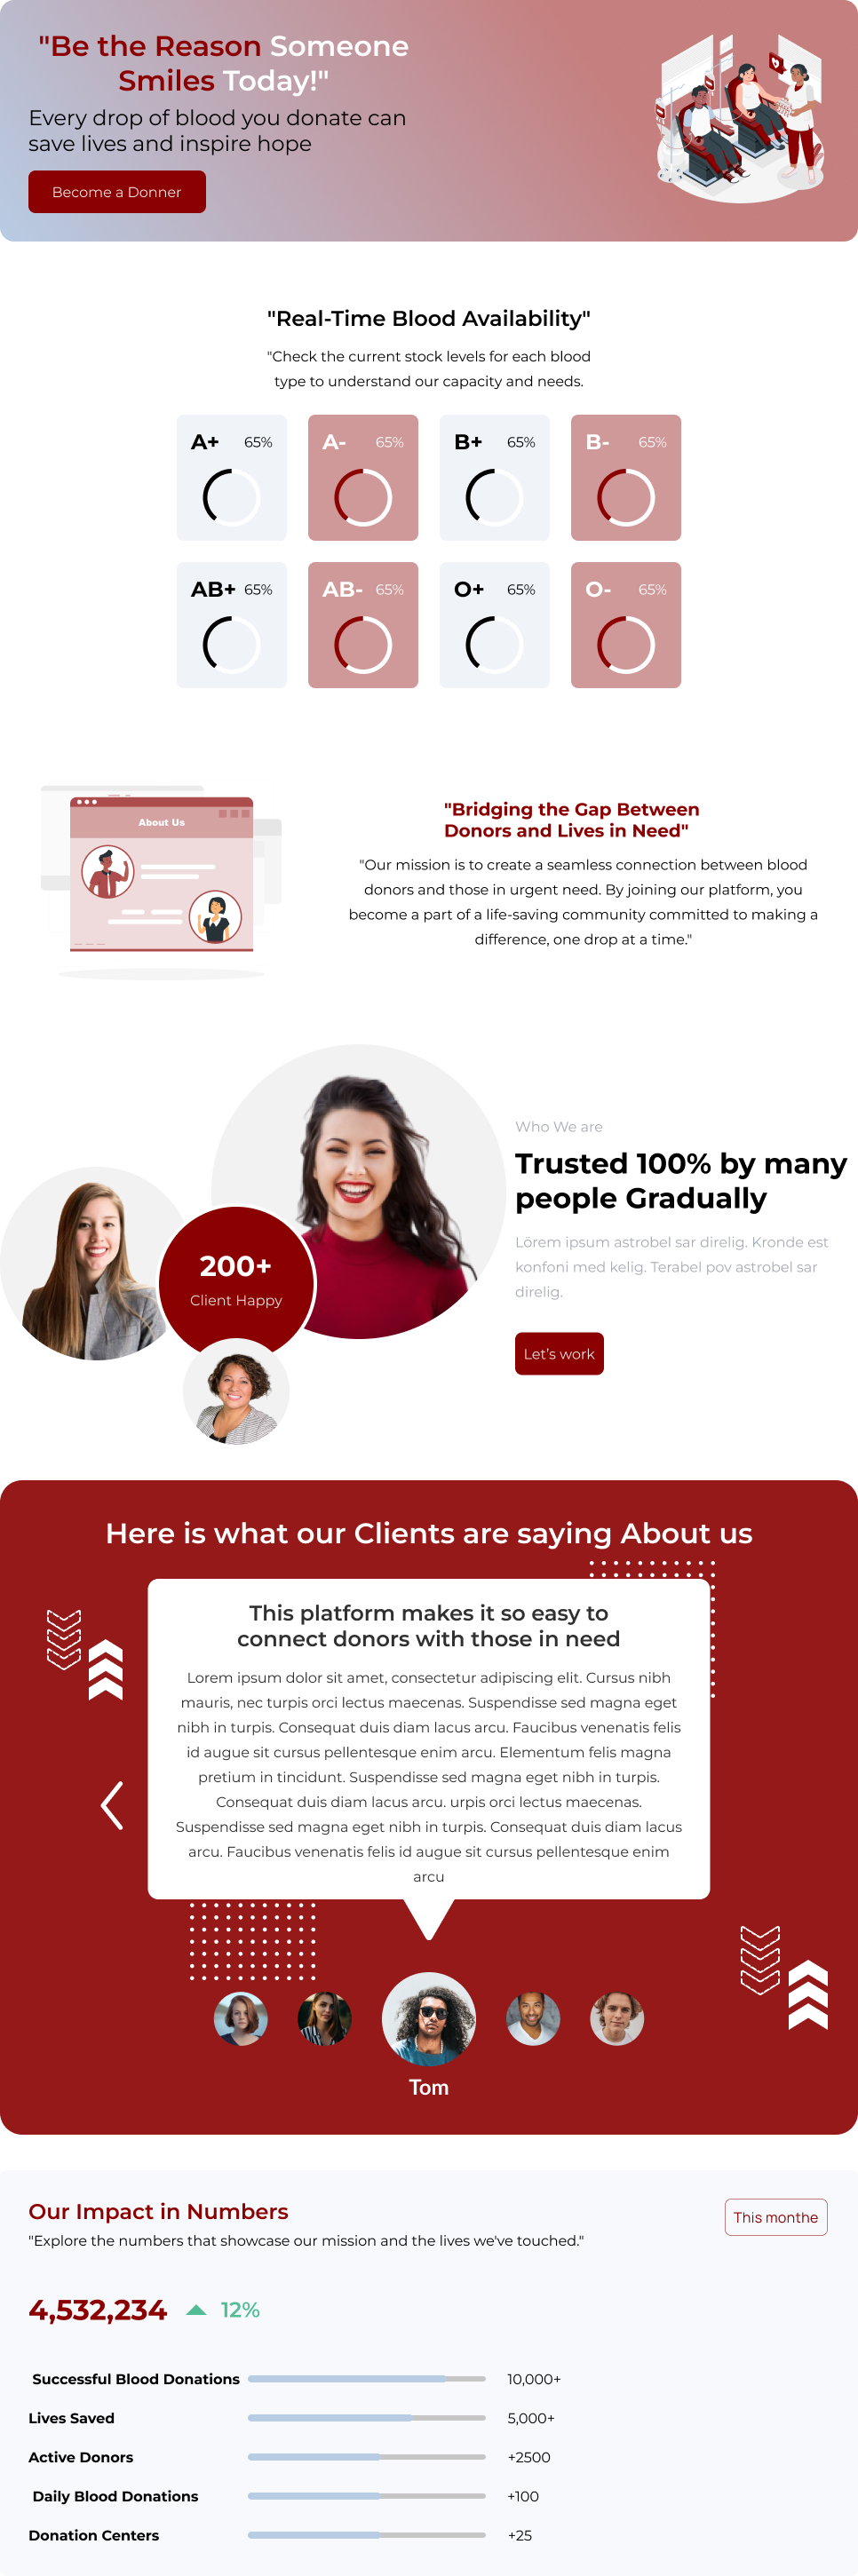 "Be the Reason Someone
Smiles Today!"
Every drop of blood you donate can
save lives and inspire hope
Become a Donner
"Real-Time Blood Availability"
"Check the current stock levels for each blood
type to understand our capacity and needs.
A+ 65%
A- 65%
B+ 65%
B- 65%
AB+ 65%
AB- 65%
O+ 65%
O- 65%
About Us
"Bridging the Gap Between
Donors and Lives in Need"
"Our mission is to create a seamless connection between blood
donors and those in urgent need. By joining our platform, you
become a part of a life-saving community committed to making a
difference, one drop at a time."
200+
Client Happy
Who We are
Trusted 100% by many
people Gradually
Lörem ipsum astrobel sar direlig. Kronde est
konfoni med kelig. Terabel pov astrobel sar
direlig.
Let's work
Here is what our Clients are saying About us
This platform makes it so easy to
connect donors with those in need
Lorem ipsum dolor sit amet, consectetur adipiscing elit. Cursus nibh
mauris, nec turpis orci lectus maecenas. Suspendisse sed magna eget
nibh in turpis. Consequat duis diam lacus arcu. Faucibus venenatis felis
id augue sit cursus pellentesque enim arcu. Elementum felis magna
pretium in tincidunt. Suspendisse sed magna eget nibh in turpis.
Consequat duis diam lacus arcu. urpis orci lectus maecenas.
Suspendisse sed magna eget nibh in turpis. Consequat duis diam lacus
arcu. Faucibus venenatis felis id augue sit cursus pellentesque enim
arcu
Tom
Our Impact in Numbers
This monthe
"Explore the numbers that showcase our mission and the lives we've touched."
4,532,234 12%
Successful Blood Donations 10,000+
Lives Saved 5,000+
Active Donors +2500
Daily Blood Donations +100
Donation Centers +25